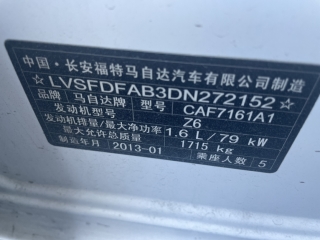 中国·长安福特马自达汽车有限公司制造
☆LVSFDFAB3DN272152☆
品牌 马自达牌 型号 CAF7161A1
发动机型号 Z6
发动机排量/最大净功率 1.6 L/79 kW
最大允许总质量 1715 kg
制造年月 2013-01 乘座人数 5